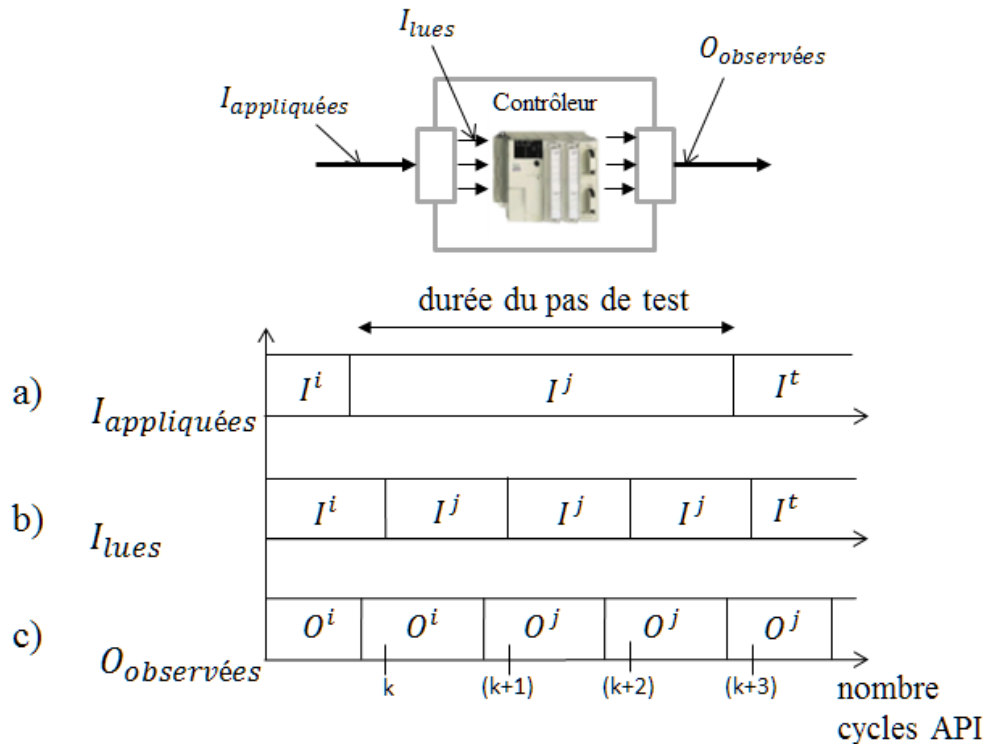 I_lues
O_observées
I_appliquées
Contrôleur
durée du pas de test
a) I_appliquées I^i I^j I^t
b) I_lues I^i I^j I^j I^j I^t
c) O_observées O^i O^i O^j O^j O^j
k (k+1) (k+2) (k+3) nombre
cycles API